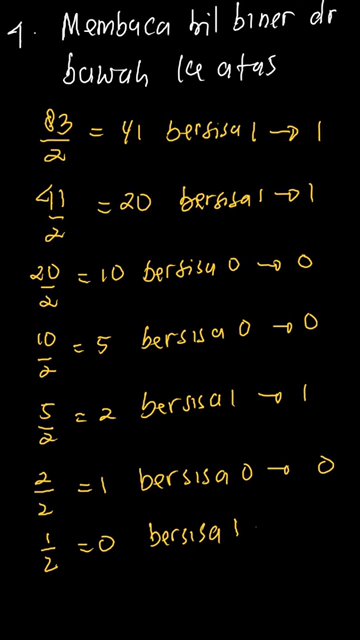 4. Membaca bil biner dr
bawah ke atas
83/2 = 41 bersisa 1 → 1
41/2 = 20 bersisa 1 → 1
20/2 = 10 bersisa 0 → 0
10/2 = 5 bersisa 0 → 0
5/2 = 2 bersisa 1 → 1
2/2 = 1 bersisa 0 → 0
1/2 = 0 bersisa 1